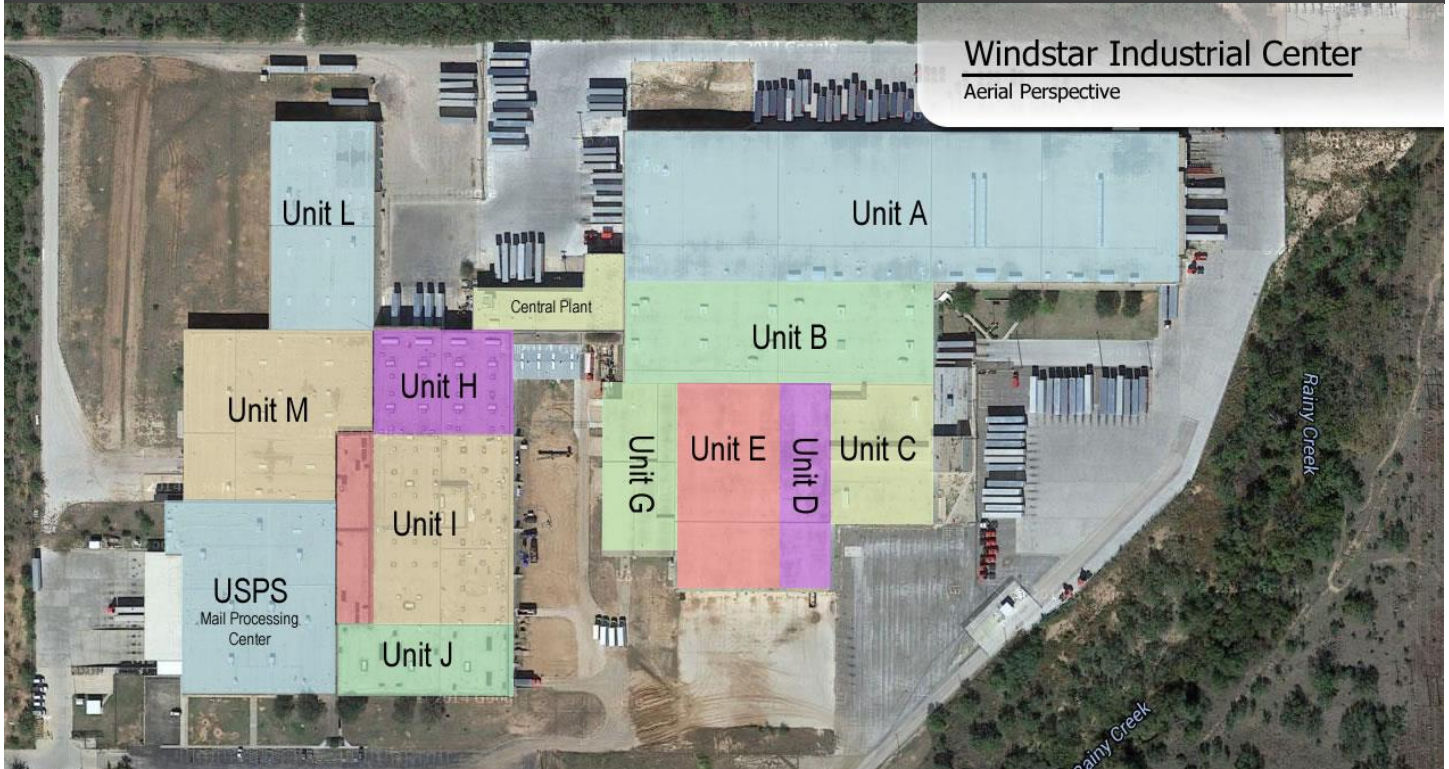 Windstar Industrial Center
Aerial Perspective
Unit L
Unit A
Central Plant
Unit B
Unit H
Unit M
Unit G
Unit E
Unit D
Unit C
Rainy Creek
Unit I
USPS
Mail Processing
Center
Unit J
Rainy Creek